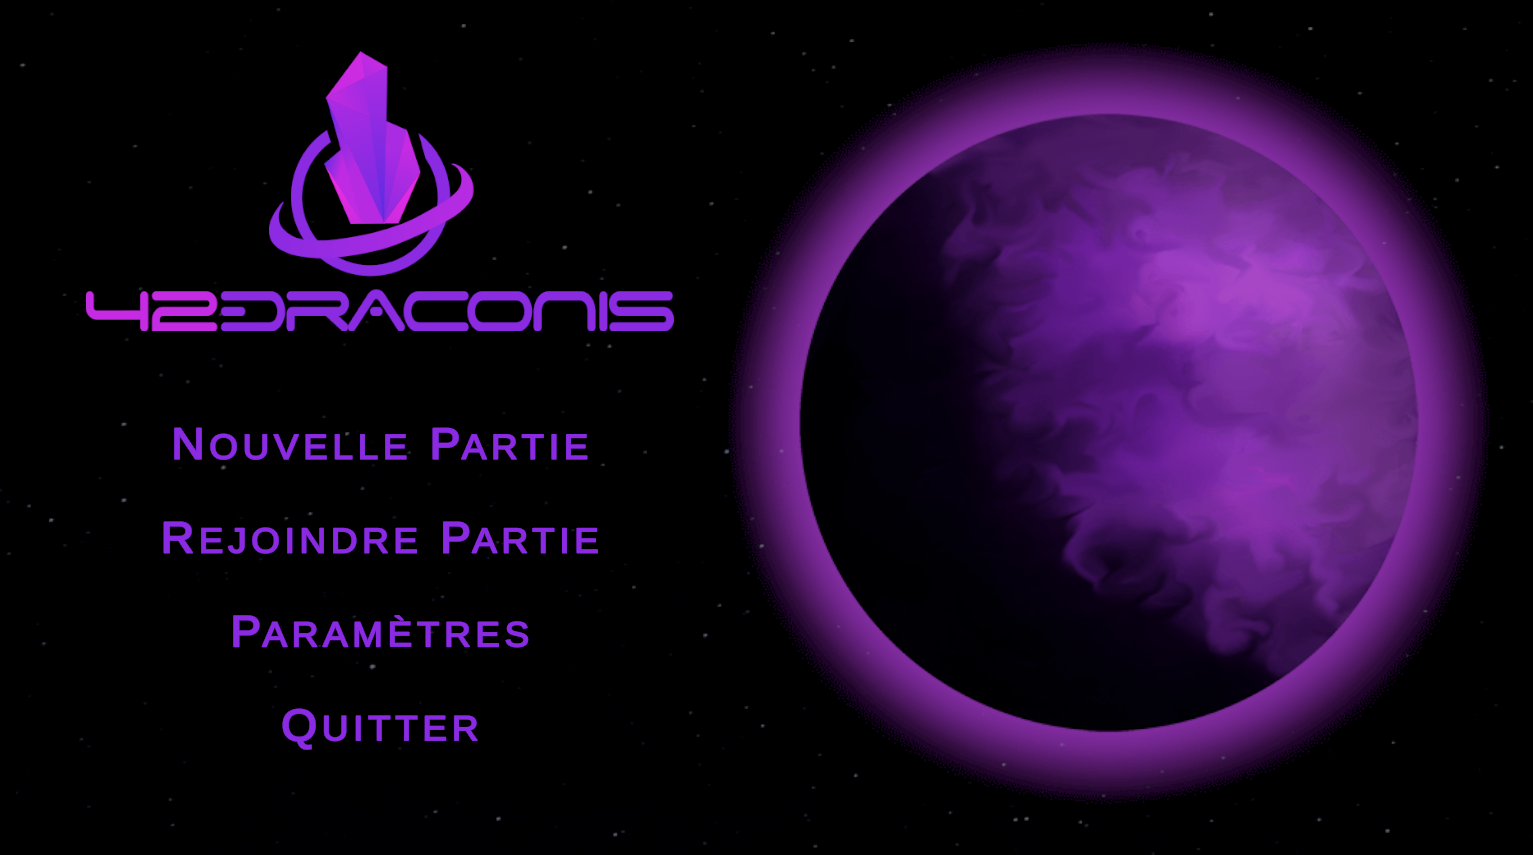 42DRACONIS
Nouvelle Partie
Rejoindre Partie
Paramètres
Quitter